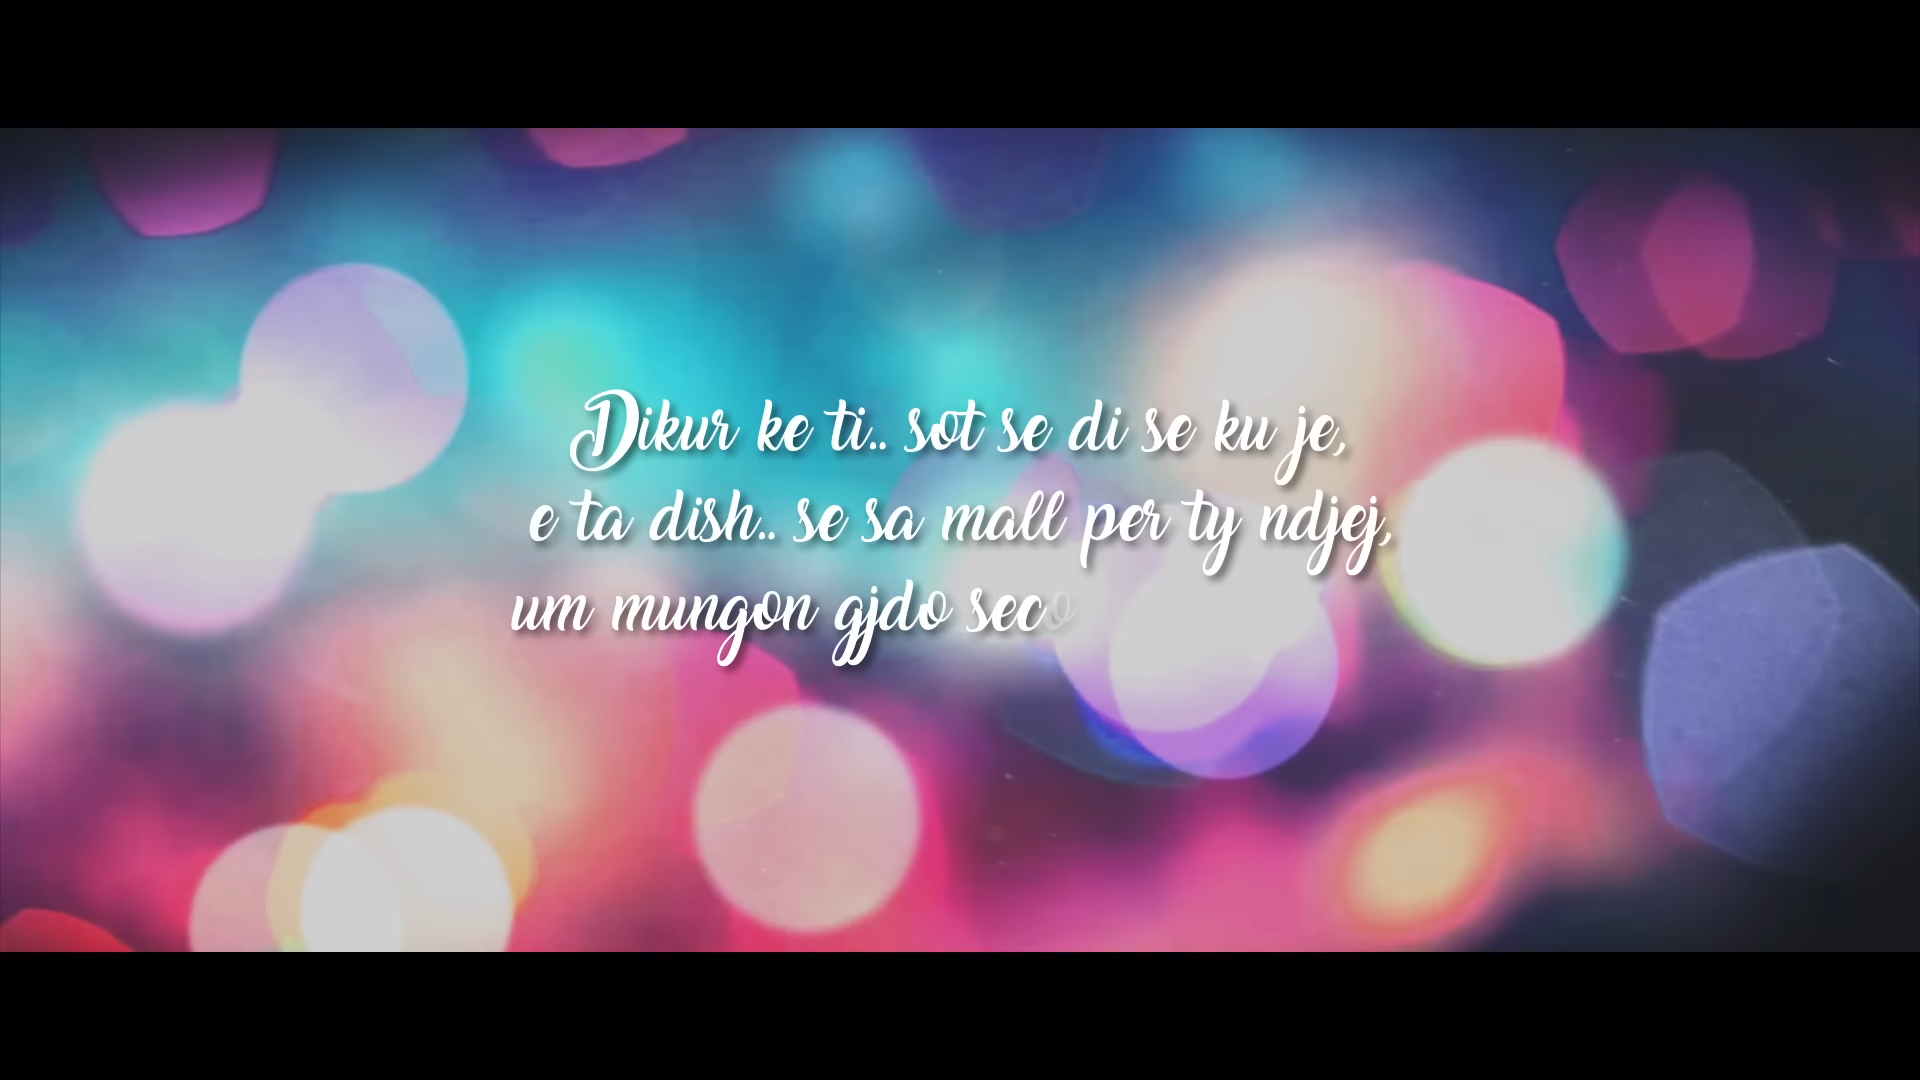 Dikur ke ti.. sot se di se ku je,
e ta dish.. se sa mall per ty ndjej,
um mungon gjdo seco